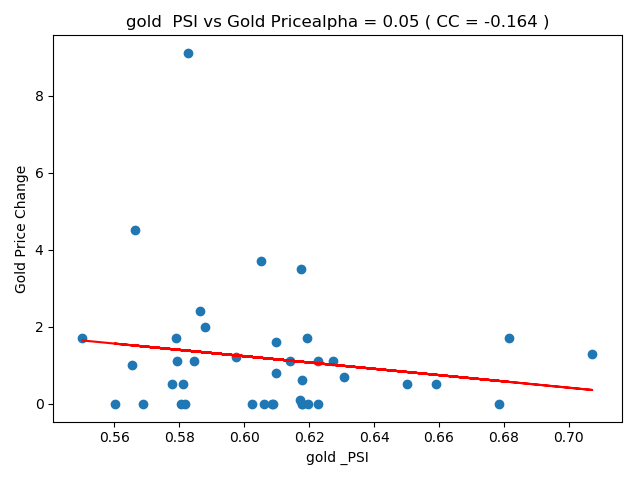 gold  PSI vs Gold Pricealpha = 0.05 ( CC = -0.164 )
Gold Price Change
8
6
4
2
0
0.56 0.58 0.60 0.62 0.64 0.66 0.68 0.70
gold _PSI